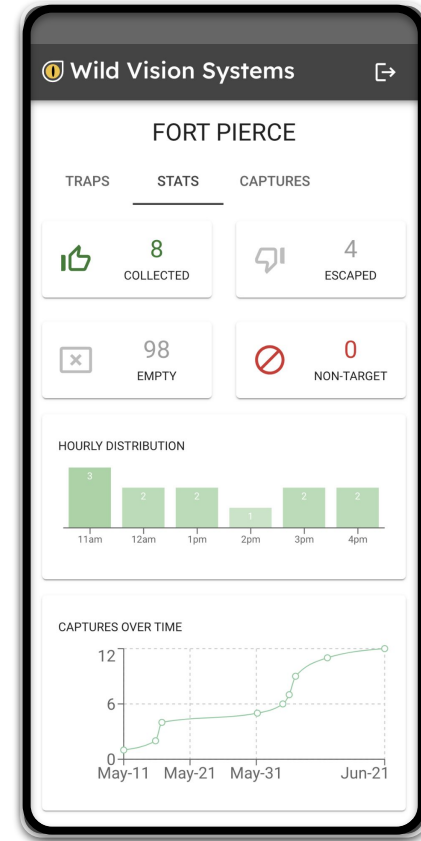 Wild Vision Systems
FORT PIERCE
TRAPS STATS CAPTURES
8
COLLECTED
4
ESCAPED
98
EMPTY
0
NON-TARGET
HOURLY DISTRIBUTION
3 2 2 1 2 2
11am 12am 1pm 2pm 3pm 4pm
CAPTURES OVER TIME
12
6
0
May-11 May-21 May-31 Jun-21